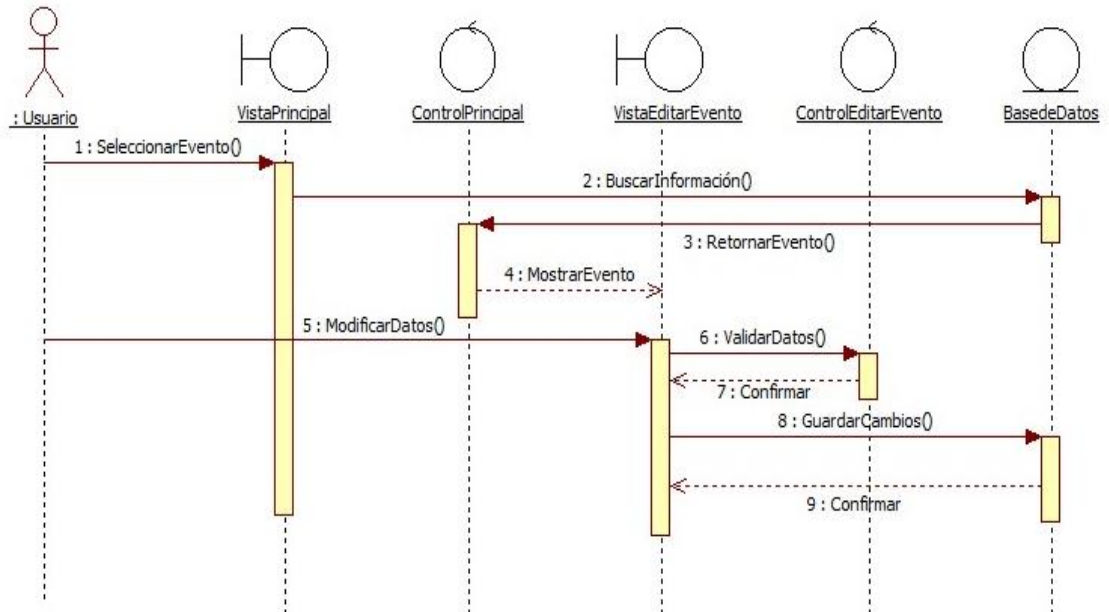 : Usuario
VistaPrincipal
ControlPrincipal
VistaEditarEvento
ControlEditarEvento
BasedeDatos
1 : SeleccionarEvento()
2 : BuscarInformación()
3 : RetornarEvento()
4 : MostrarEvento
5 : ModificarDatos()
6 : ValidarDatos()
7 : Confirmar
8 : GuardarCambios()
9 : Confirmar